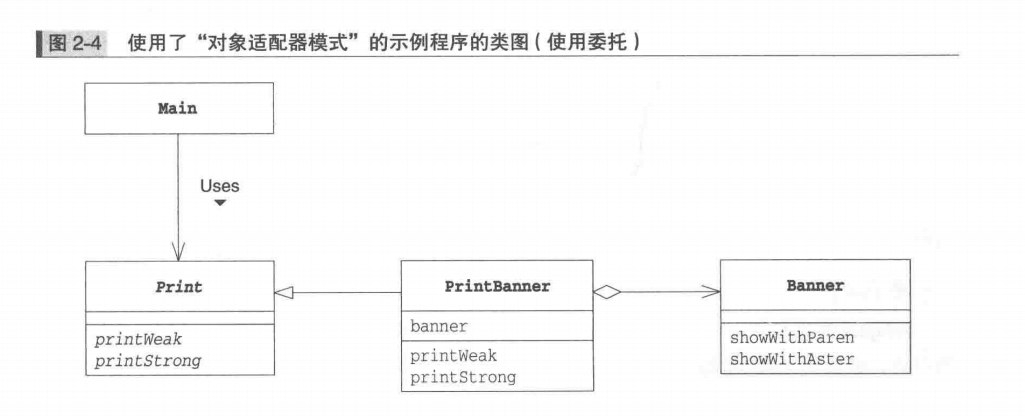 图 2-4 使用了“对象适配器模式”的示例程序的类图(使用委托)
Main
Uses
Print
printWeak
printStrong
PrintBanner
banner
printWeak
printStrong
Banner
showWithParen
showWithAster